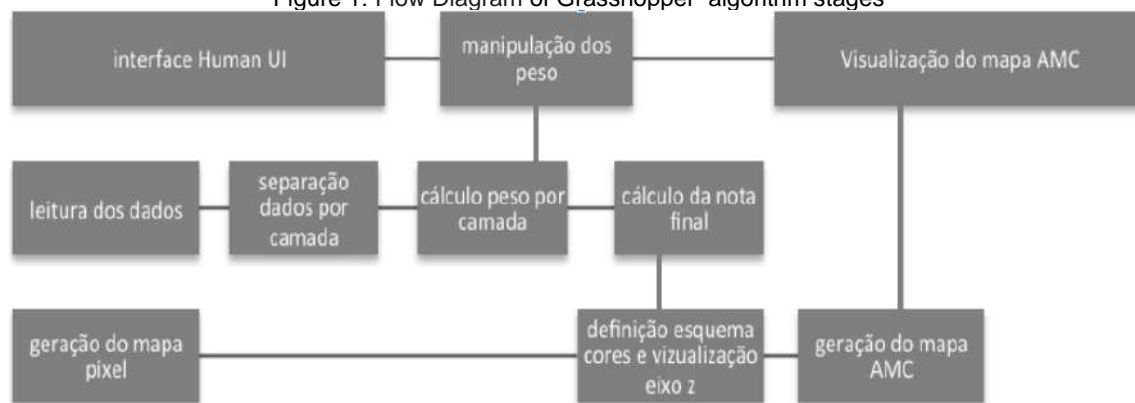 Figure 1. Flow Diagram of Grasshopper algorithm stages
interface Human UI
manipulação dos
peso
Visualização do mapa AMC
leitura dos dados
separação
dados por
camada
cálculo peso por
camada
cálculo da nota
final
geração do mapa
pixel
definição esquema
cores e vizualização
eixo z
geração do mapa
AMC